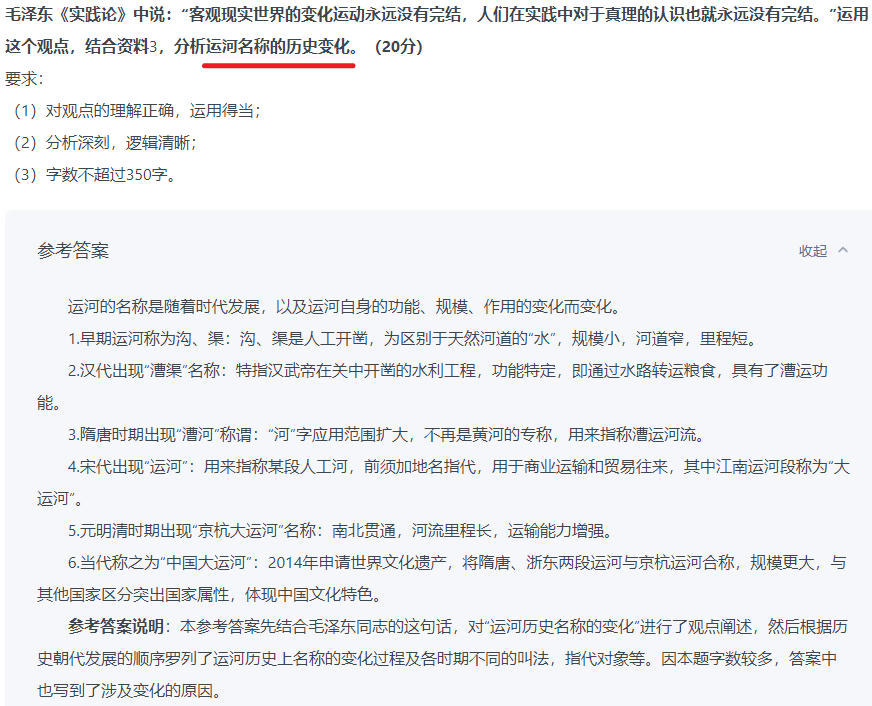 毛泽东《实践论》中说：“客观现实世界的变化运动永远没有完结，人们在实践中对于真理的认识也就永远没有完结。”运用
这个观点，结合资料3，分析运河名称的历史变化。（20分）
要求：
（1）对观点的理解正确，运用得当；
（2）分析深刻，逻辑清晰；
（3）字数不超过350字。
参考答案
收起
运河的名称是随着时代发展，以及运河自身的功能、规模、作用的变化而变化。
1.早期运河称为沟、渠：沟、渠是人工开凿，为区别于天然河道的“水”，规模小，河道窄，里程短。
2.汉代出现“漕渠”名称：特指汉武帝在关中开凿的水利工程，功能特定，即通过水路转运粮食，具有了漕运功
能。
3.隋唐时期出现“漕河”称谓：“河”字应用范围扩大，不再是黄河的专称，用来指称漕运河流。
4.宋代出现“运河”：用来指称某段人工河，前须加地名指代，用于商业运输和贸易往来，其中江南运河段称为“大
运河”。
5.元明清时期出现“京杭大运河”名称：南北贯通，河流里程长，运输能力增强。
6.当代称之为“中国大运河”：2014年申请世界文化遗产，将隋唐、浙东两段运河与京杭运河合称，规模更大，与
其他国家区分突出国家属性，体现中国文化特色。
参考答案说明：本参考答案先结合毛泽东同志的这句话，对“运河历史名称的变化”进行了观点阐述，然后根据历
史朝代发展的顺序罗列了运河历史上名称的变化过程及各时期不同的叫法，指代对象等。因本题字数较多，答案中
也写到了涉及变化的原因。